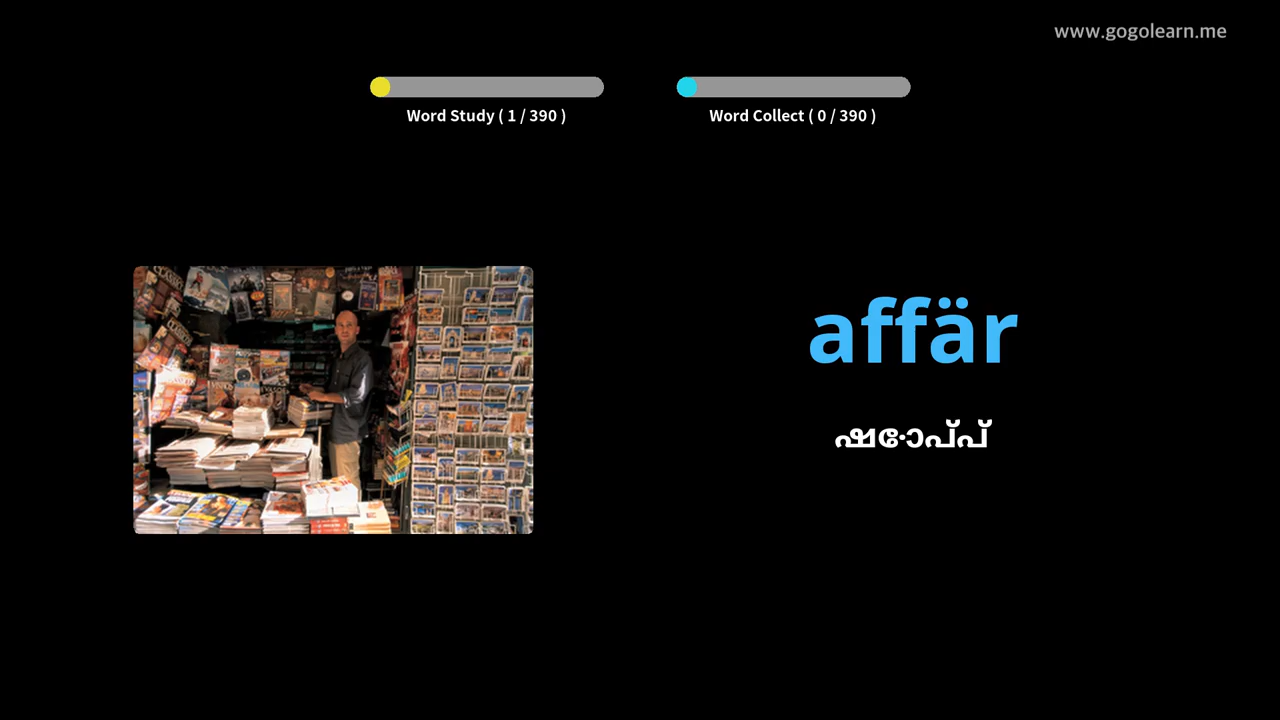 www.gogolearn.me
Word Study ( 1 / 390 )
Word Collect ( 0 / 390 )
affär
ഷോപ്പ്